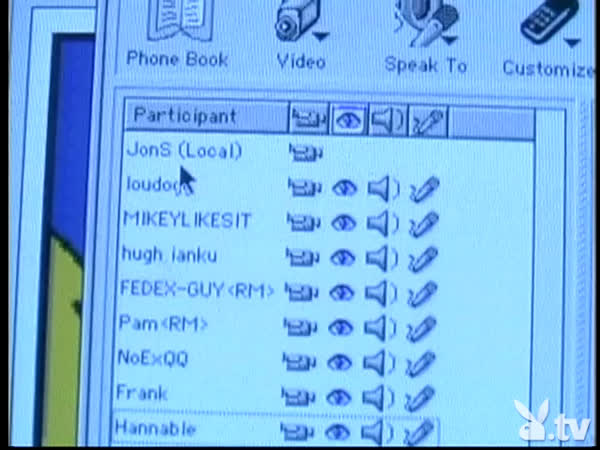 Phone Book Video Speak To Customize
Participant
JonS (Local)
loudog
MIKEYLIKESIT
hugh janku
FEDEX-GUY<RM>
Pam<RM>
NoExQQ
Frank
Hannable
a.tv